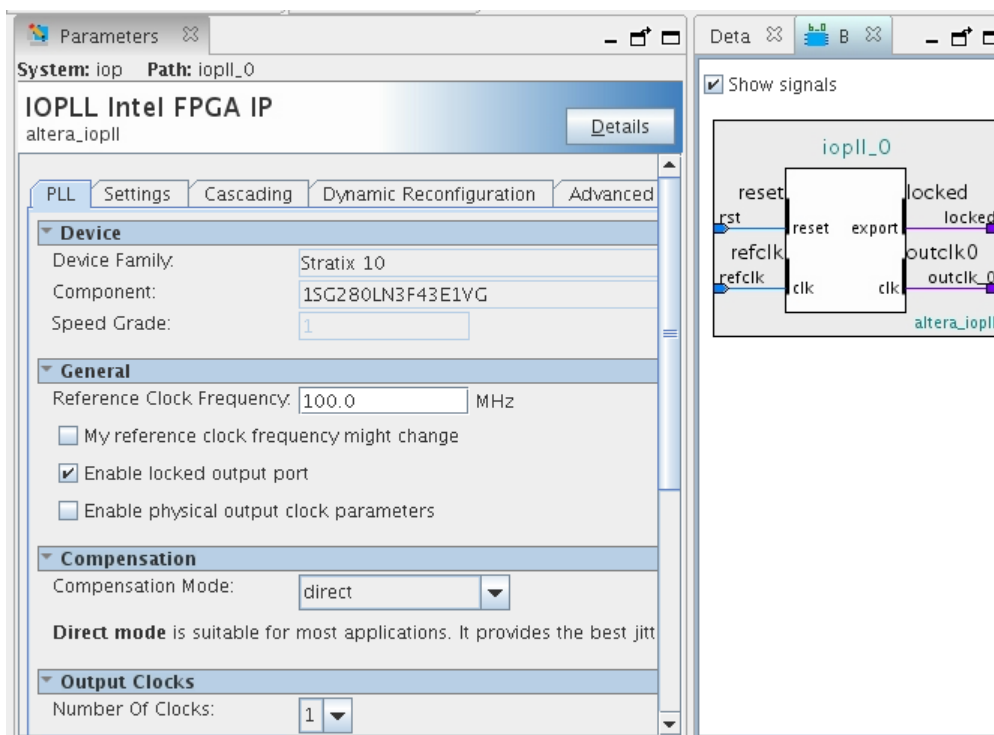 Parameters
System: iop Path: iopll_0
IOPLL Intel FPGA IP
altera_iopll
Details
PLL Settings Cascading Dynamic Reconfiguration Advanced
Device
Device Family: Stratix 10
Component: 1SG280LN3F43E1VG
Speed Grade: 1
General
Reference Clock Frequency: 100.0 MHz
My reference clock frequency might change
Enable locked output port
Enable physical output clock parameters
Compensation
Compensation Mode: direct
Direct mode is suitable for most applications. It provides the best jitt
Output Clocks
Number Of Clocks: 1
Deta B
Show signals
iopll_0
reset locked
rst locked
reset export
refclk outclk0
refclk outclk_0
clk clk
altera_iopll